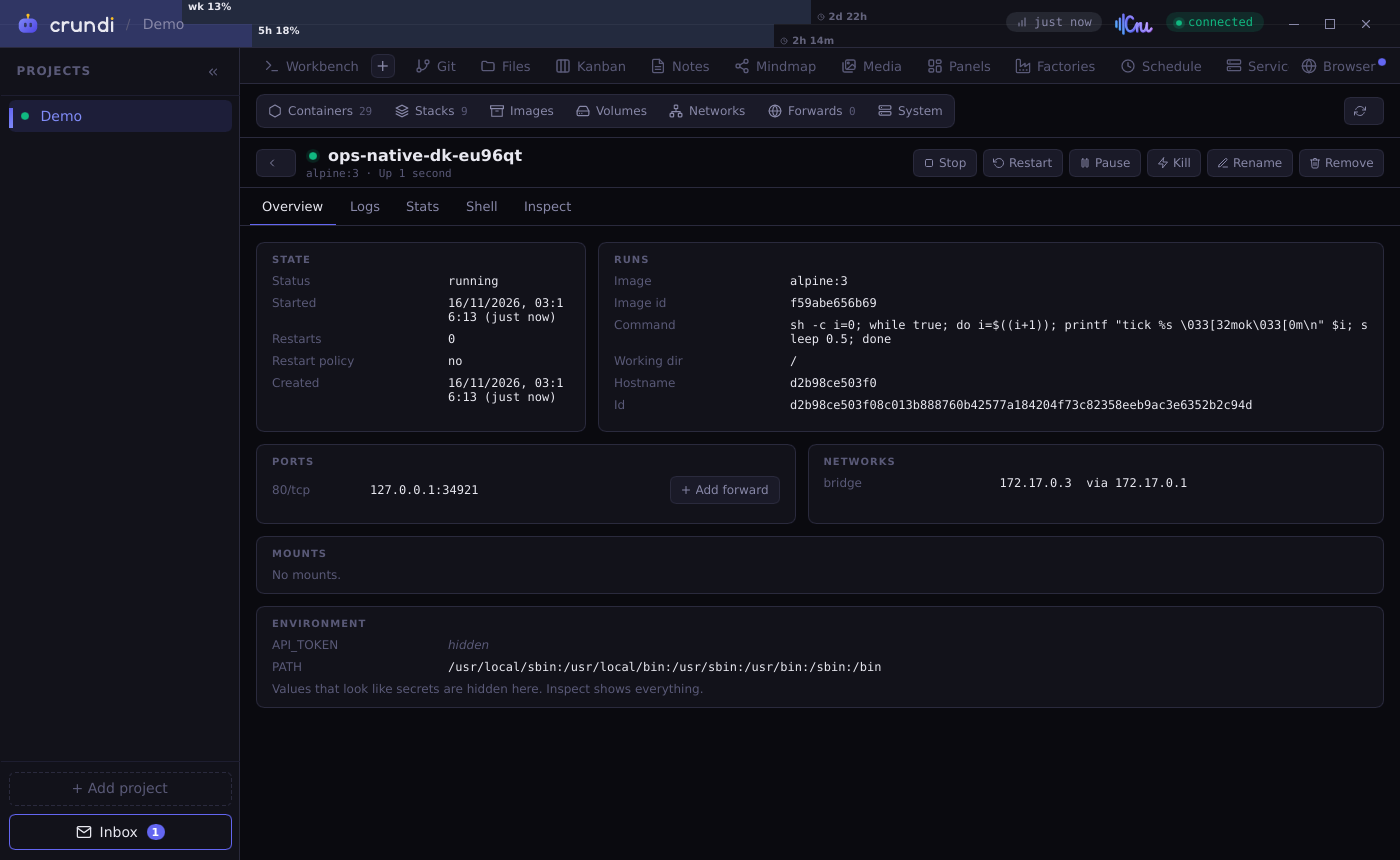 crundi / Demo
wk 13%
2d 22h
5h 18%
2h 14m
just now
Cru
connected
PROJECTS «
Workbench + Git Files Kanban Notes Mindmap Media Panels Factories Schedule Servic Browser
Demo
Containers 29 Stacks 9 Images Volumes Networks Forwards 0 System
ops-native-dk-eu96qt
alpine:3 · Up 1 second
Stop Restart Pause Kill Rename Remove
Overview Logs Stats Shell Inspect
STATE
Status running
Started 16/11/2026, 03:1
6:13 (just now)
Restarts 0
Restart policy no
Created 16/11/2026, 03:1
6:13 (just now)
RUNS
Image alpine:3
Image id f59abe656b69
Command sh -c i=0; while true; do i=$((i+1)); printf "tick %s \033[32mok\033[0m\n" $i; s
leep 0.5; done
Working dir /
Hostname d2b98ce503f0
Id d2b98ce503f08c013b888760b42577a184204f73c82358eeb9ac3e6352b2c94d
PORTS
80/tcp 127.0.0.1:34921 + Add forward
NETWORKS
bridge 172.17.0.3 via 172.17.0.1
MOUNTS
No mounts.
ENVIRONMENT
API_TOKEN hidden
PATH /usr/local/sbin:/usr/local/bin:/usr/sbin:/usr/bin:/sbin:/bin
Values that look like secrets are hidden here. Inspect shows everything.
+ Add project
Inbox 1